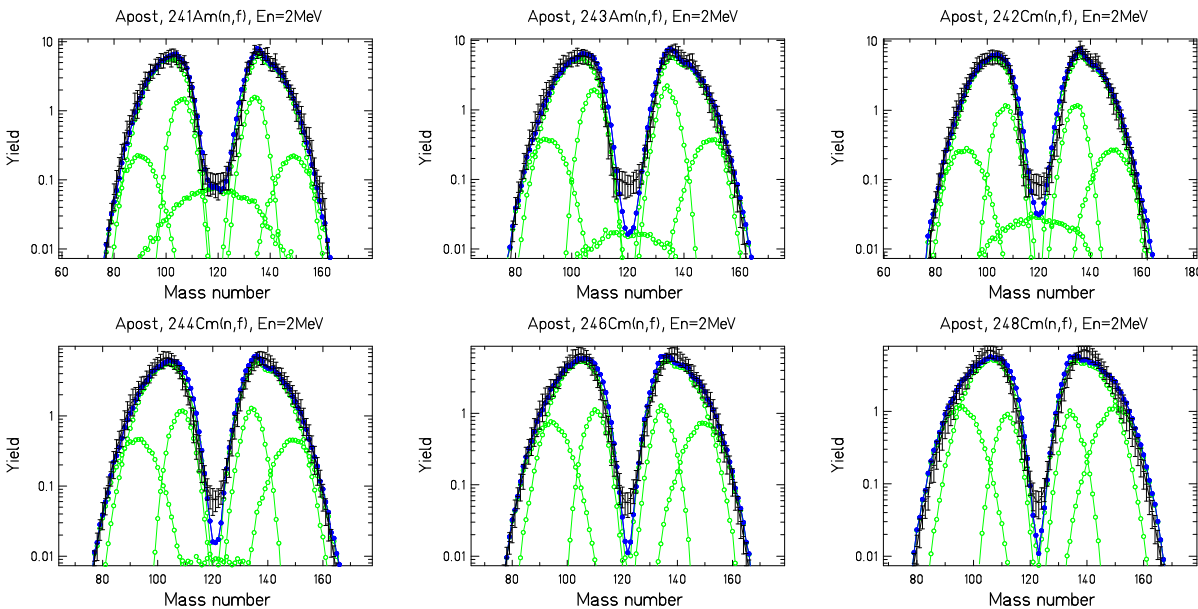 Apost, 241Am(n,f), En=2MeV
Apost, 243Am(n,f), En=2MeV
Apost, 242Cm(n,f), En=2MeV
10
1
0.1
0.01
Yield
60 80 100 120 140 160
Mass number
10
1
0.1
0.01
Yield
80 100 120 140 160
Mass number
10
1
0.1
0.01
Yield
60 80 100 120 140 160 180
Mass number
Apost, 244Cm(n,f), En=2MeV
Apost, 246Cm(n,f), En=2MeV
Apost, 248Cm(n,f), En=2MeV
1
0.1
0.01
Yield
80 100 120 140 160
Mass number
1
0.1
0.01
Yield
80 100 120 140 160
Mass number
1
0.1
0.01
Yield
80 100 120 140 160
Mass number